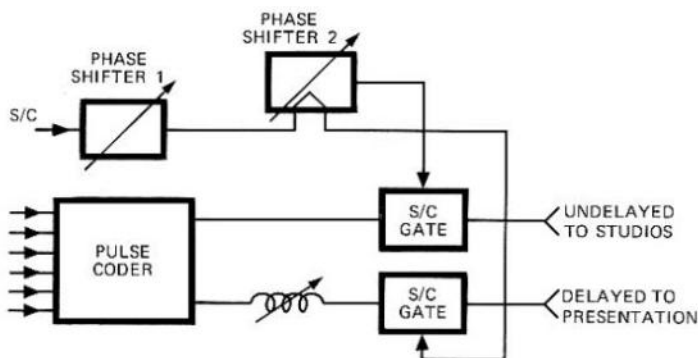 PHASE
SHIFTER 2
PHASE
SHIFTER 1
S/C
PULSE
CODER
S/C
GATE
UNDELAYED
TO STUDIOS
S/C
GATE
DELAYED TO
PRESENTATION